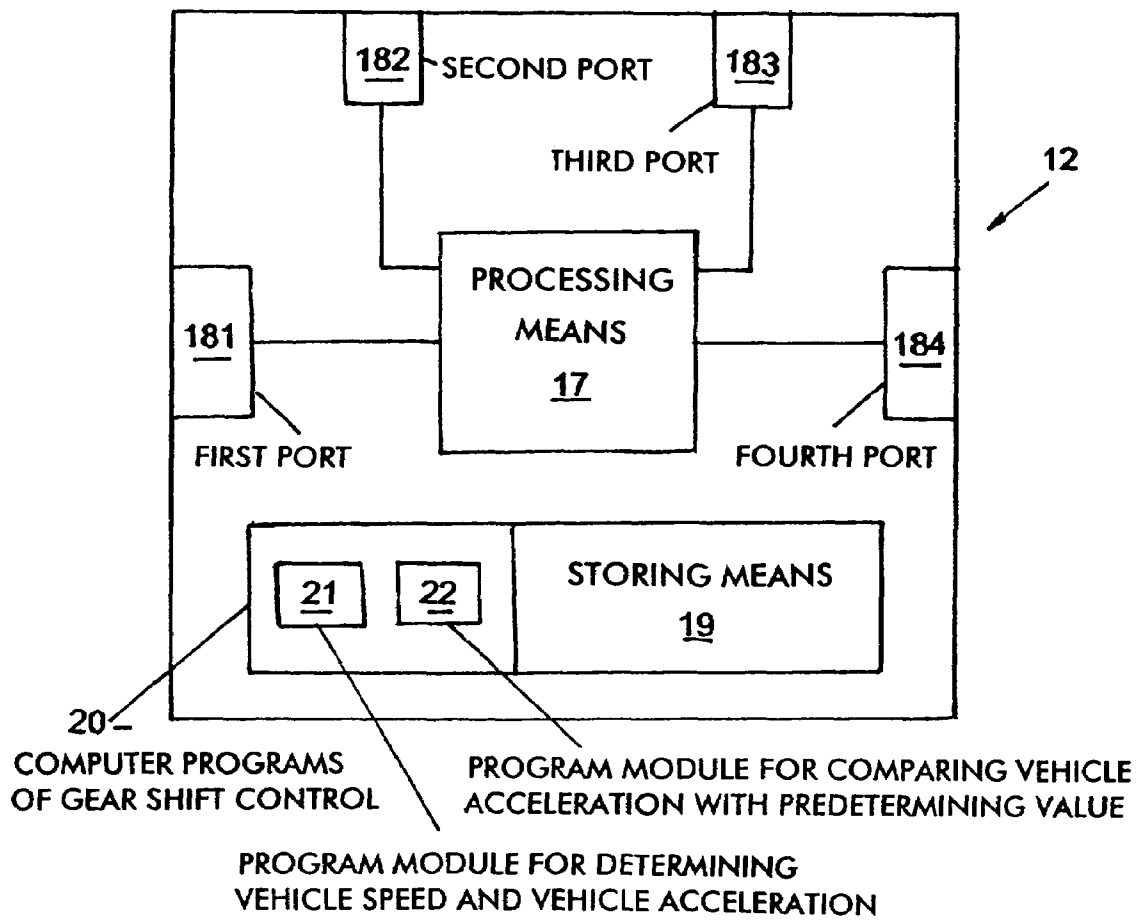 182
SECOND PORT
183
THIRD PORT
12
PROCESSING
MEANS
17
181
184
FIRST PORT
FOURTH PORT
21
22
STORING MEANS
19
20
COMPUTER PROGRAMS
OF GEAR SHIFT CONTROL
PROGRAM MODULE FOR COMPARING VEHICLE
ACCELERATION WITH PREDETERMINING VALUE
PROGRAM MODULE FOR DETERMINING
VEHICLE SPEED AND VEHICLE ACCELERATION